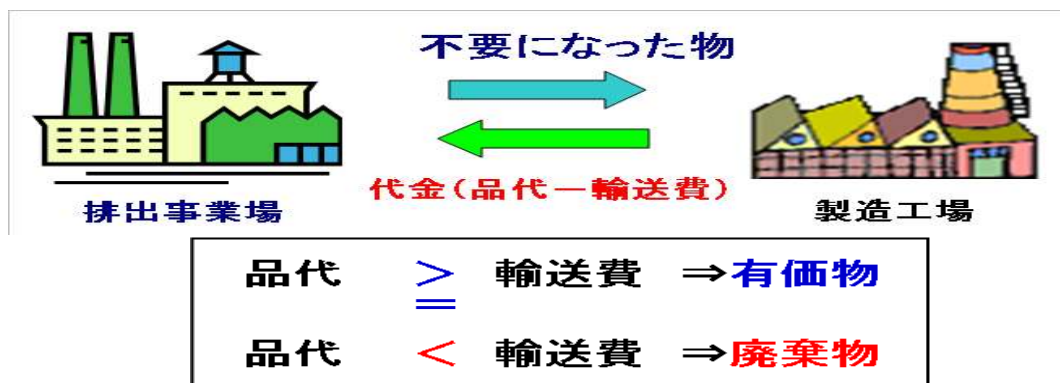 不要になった物
代金(品代－輸送費)
排出事業場
製造工場
品代 ≧ 輸送費 ⇒有価物
品代 < 輸送費 ⇒廃棄物